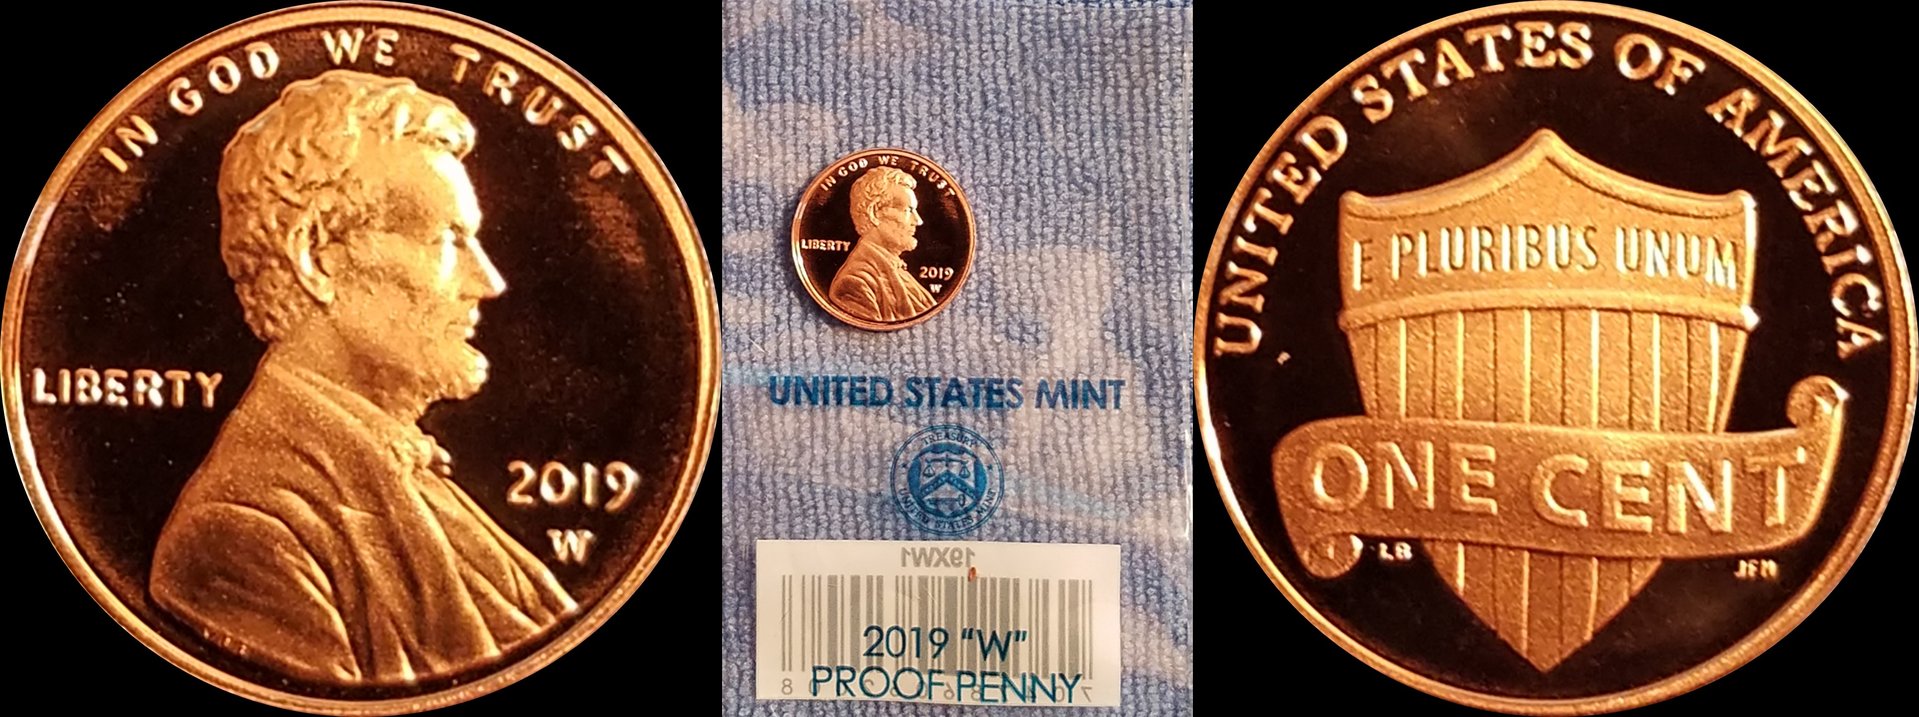 IN GOD WE TRUST
LIBERTY
2019
W
IN GOD WE TRUST
LIBERTY
2019
W
UNITED STATES MINT
TREASURY
UNITED STATES MINT
19XW1
2019 "W"
PROOF PENNY
UNITED STATES OF AMERICA
E PLURIBUS UNUM
ONE CENT
LB
JFM